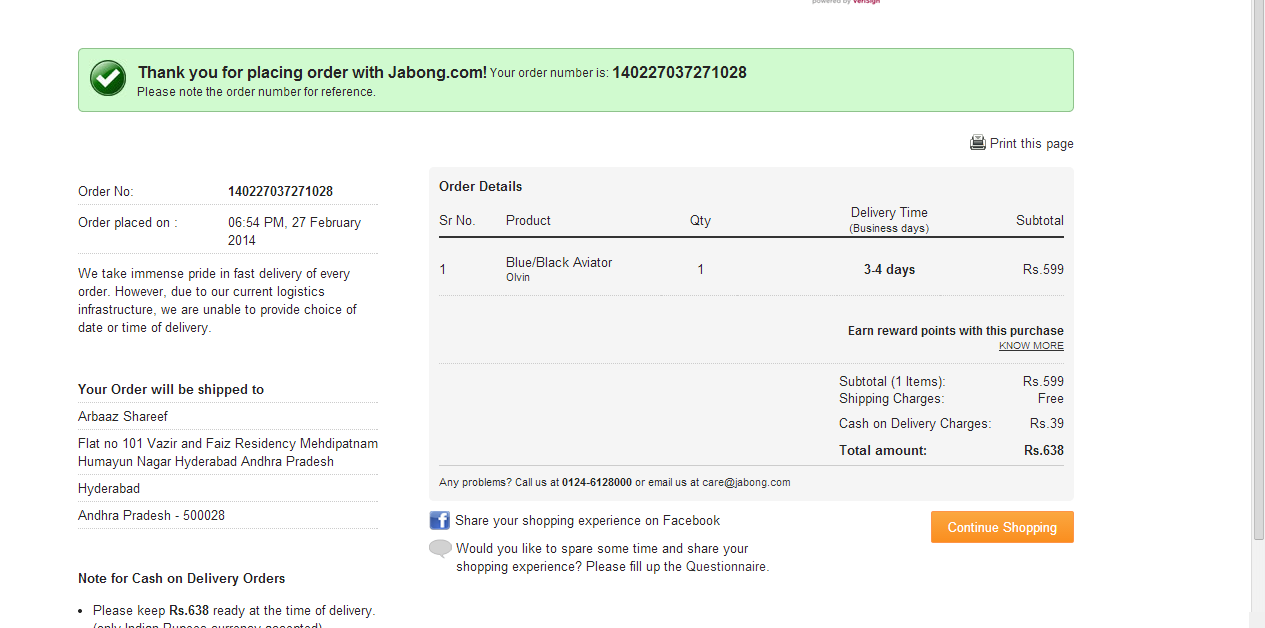 powered by VeriSign
Thank you for placing order with Jabong.com! Your order number is: 140227037271028
Please note the order number for reference.
Print this page
Order No: 140227037271028
Order placed on : 06:54 PM, 27 February
2014
We take immense pride in fast delivery of every
order. However, due to our current logistics
infrastructure, we are unable to provide choice of
date or time of delivery.
Your Order will be shipped to
Arbaaz Shareef
Flat no 101 Vazir and Faiz Residency Mehdipatnam
Humayun Nagar Hyderabad Andhra Pradesh
Hyderabad
Andhra Pradesh - 500028
Note for Cash on Delivery Orders
• Please keep Rs.638 ready at the time of delivery.
(only Indian Rupees currency accepted)
Order Details
Sr No. Product Qty Delivery Time Subtotal
(Business days)
1 Blue/Black Aviator 1 3-4 days Rs.599
Olvin
Earn reward points with this purchase
KNOW MORE
Subtotal (1 Items): Rs.599
Shipping Charges: Free
Cash on Delivery Charges: Rs.39
Total amount: Rs.638
Any problems? Call us at 0124-6128000 or email us at care@jabong.com
f Share your shopping experience on Facebook
Would you like to spare some time and share your
shopping experience? Please fill up the Questionnaire.
Continue Shopping